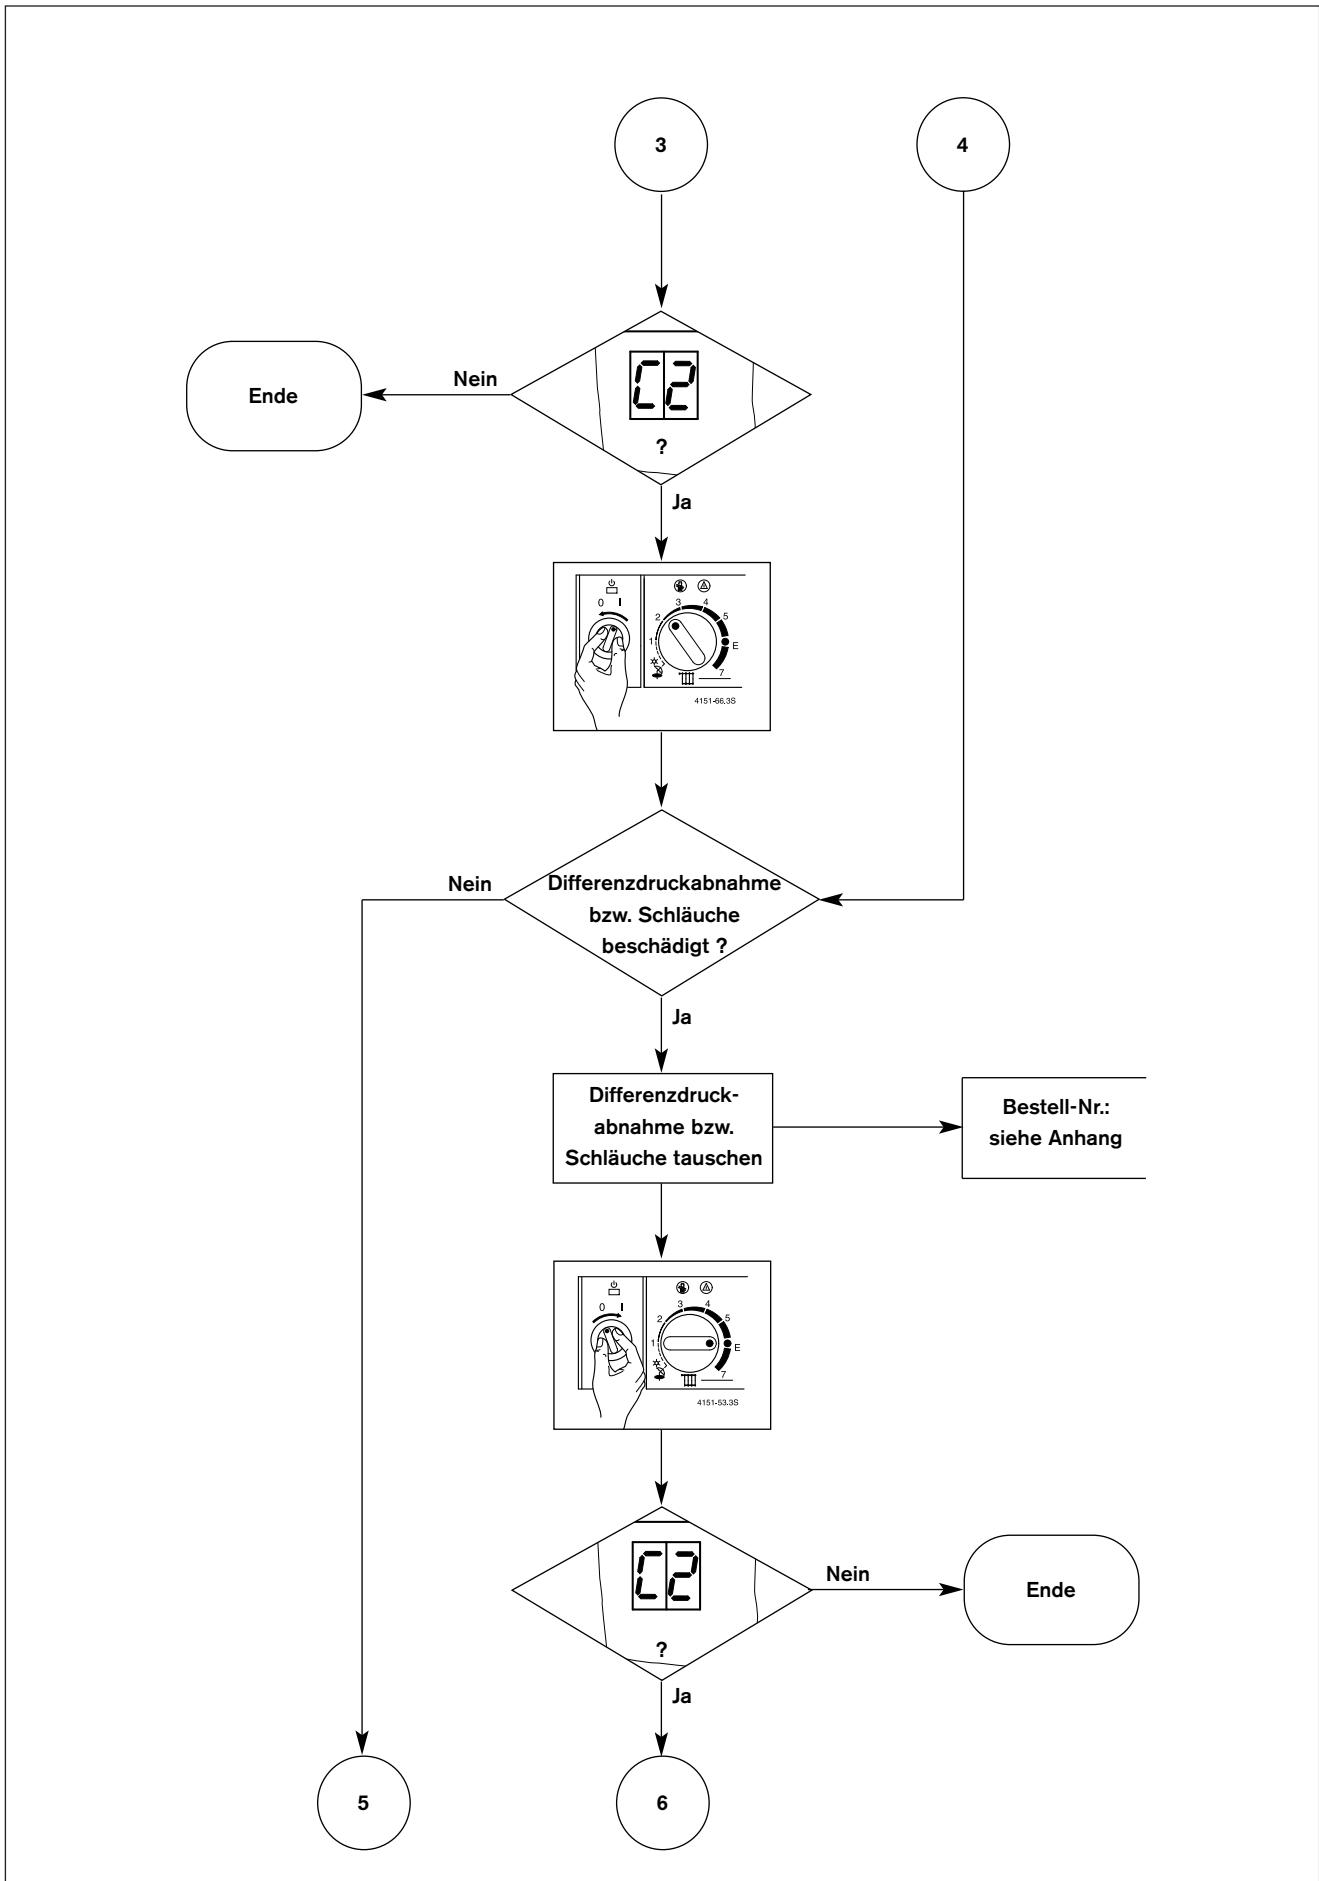 3
4
C2
?
Nein
Ende
Ja
0 I
3 4
2 5
1 E
7
4151-66.3S
Nein
Differenzdruckabnahme
bzw. Schläuche
beschädigt ?
Ja
Differenzdruck-
abnahme bzw.
Schläuche tauschen
Bestell-Nr.:
siehe Anhang
0 I
3 4
2 5
1 E
7
4151-53.3S
C2
?
Nein
Ende
Ja
5
6